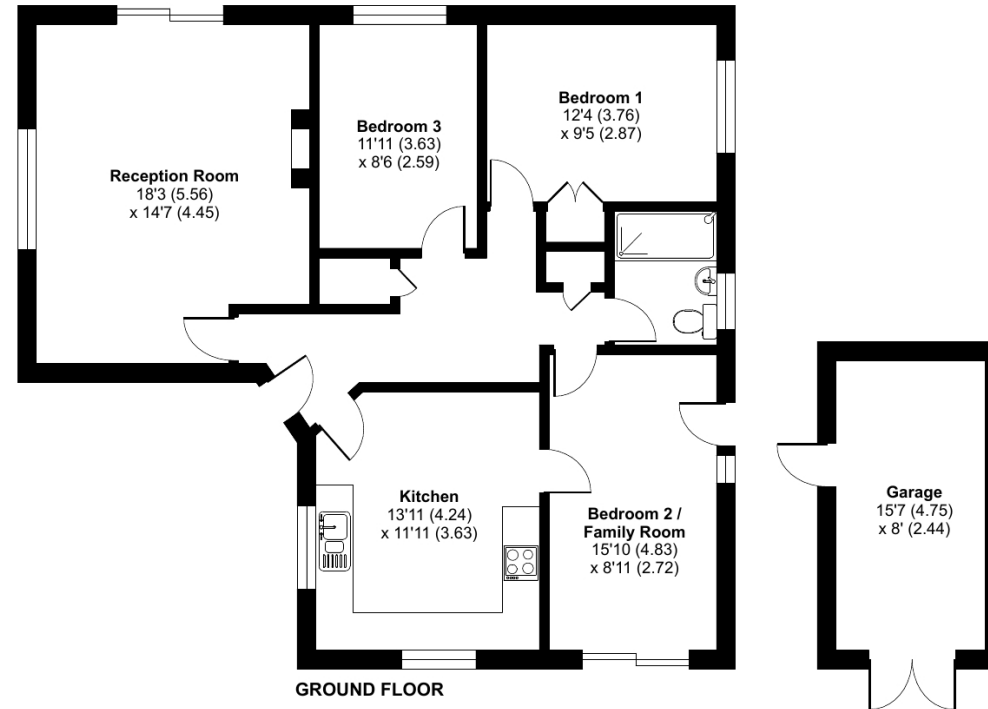 Reception Room
18'3 (5.56)
x 14'7 (4.45)
Bedroom 3
11'11 (3.63)
x 8'6 (2.59)
Bedroom 1
12'4 (3.76)
x 9'5 (2.87)
Kitchen
13'11 (4.24)
x 11'11 (3.63)
Bedroom 2 /
Family Room
15'10 (4.83)
x 8'11 (2.72)
Garage
15'7 (4.75)
x 8' (2.44)
GROUND FLOOR